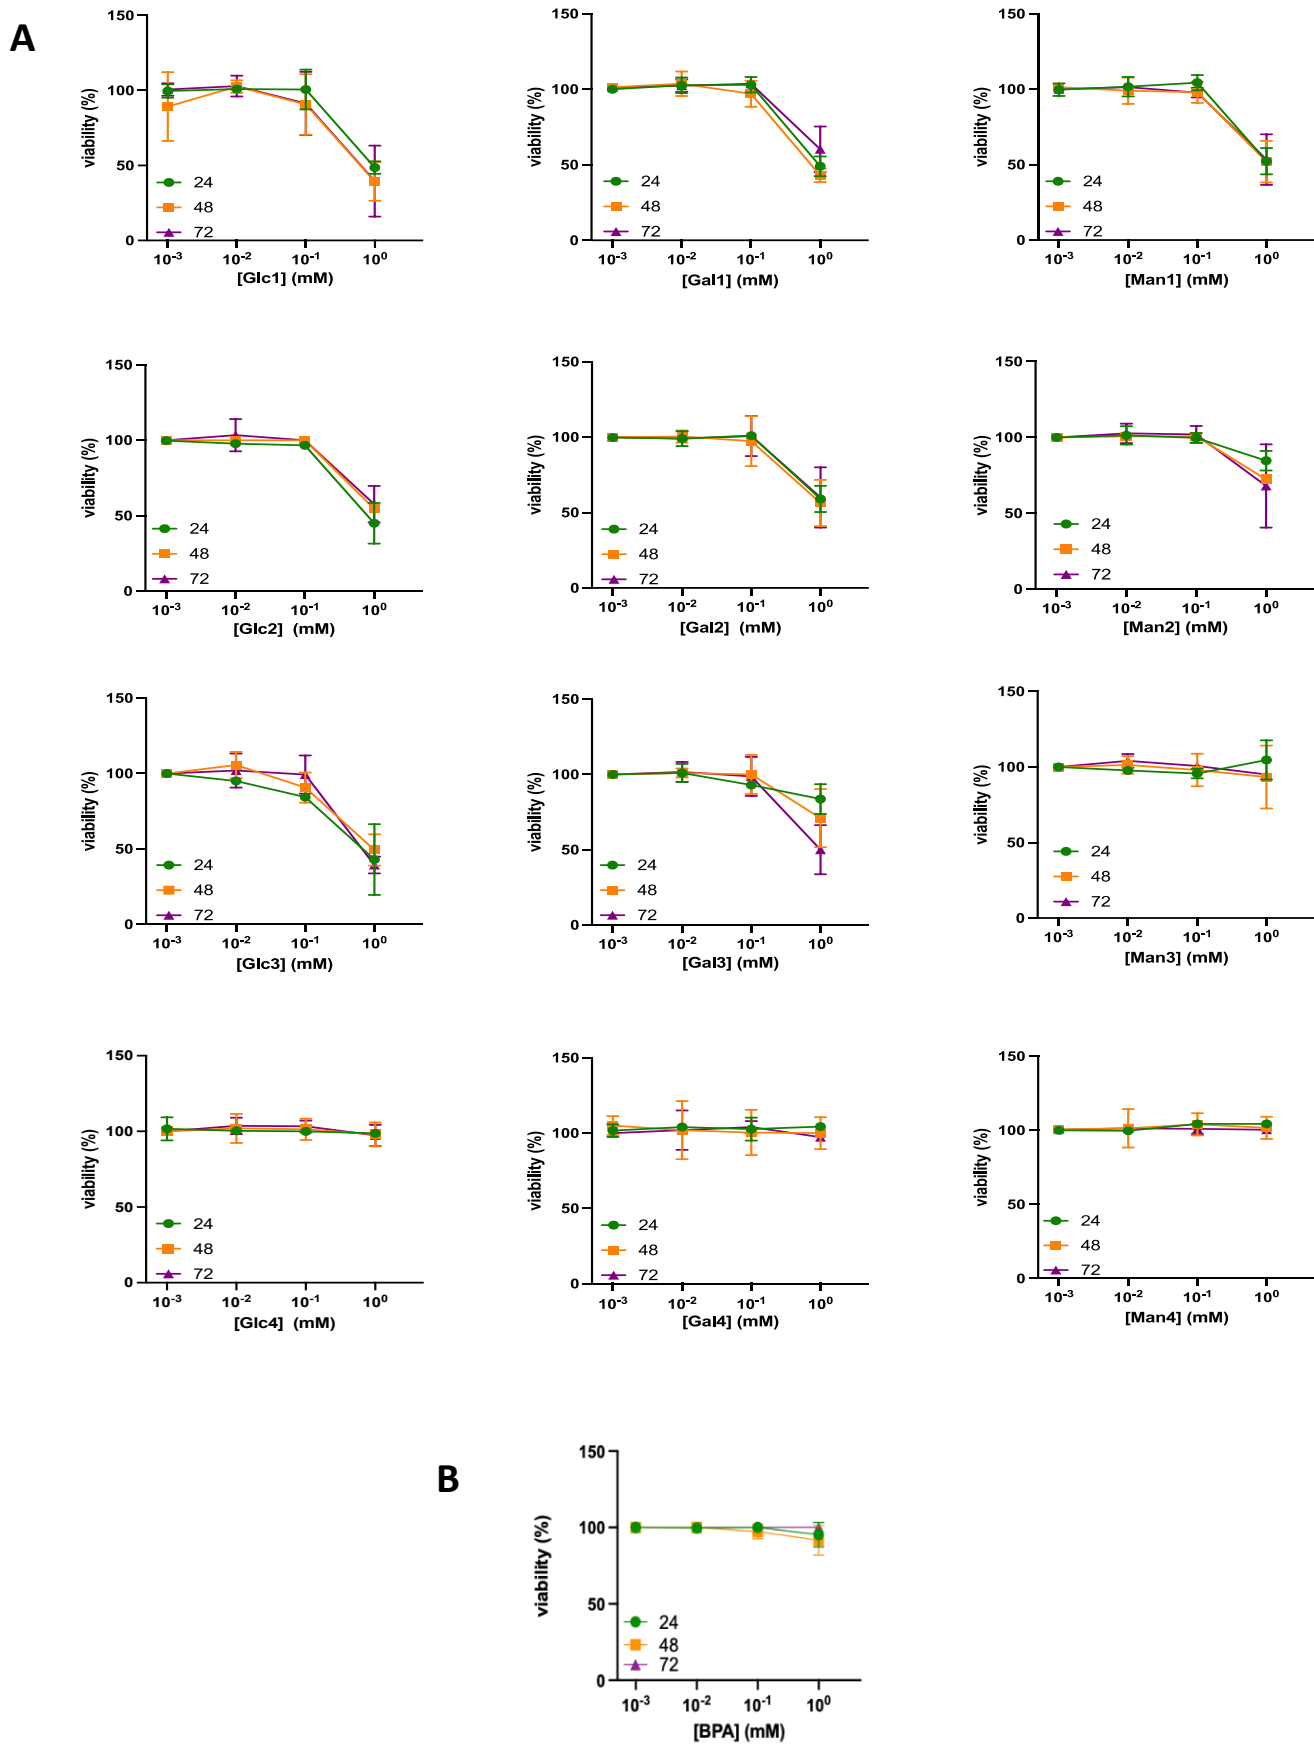 A
150
100
50
0
viability (%)
24
48
72
10⁻³ 10⁻² 10⁻¹ 10⁰
[Glc1] (mM)
150
100
50
0
viability (%)
24
48
72
10⁻³ 10⁻² 10⁻¹ 10⁰
[Gal1] (mM)
150
100
50
0
viability (%)
24
48
72
10⁻³ 10⁻² 10⁻¹ 10⁰
[Man1] (mM)
150
100
50
0
viability (%)
24
48
72
10⁻³ 10⁻² 10⁻¹ 10⁰
[Glc2] (mM)
150
100
50
0
viability (%)
24
48
72
10⁻³ 10⁻² 10⁻¹ 10⁰
[Gal2] (mM)
150
100
50
0
viability (%)
24
48
72
10⁻³ 10⁻² 10⁻¹ 10⁰
[Man2] (mM)
150
100
50
0
viability (%)
24
48
72
10⁻³ 10⁻² 10⁻¹ 10⁰
[Glc3] (mM)
150
100
50
0
viability (%)
24
48
72
10⁻³ 10⁻² 10⁻¹ 10⁰
[Gal3] (mM)
150
100
50
0
viability (%)
24
48
72
10⁻³ 10⁻² 10⁻¹ 10⁰
[Man3] (mM)
150
100
50
0
viability (%)
24
48
72
10⁻³ 10⁻² 10⁻¹ 10⁰
[Glc4] (mM)
150
100
50
0
viability (%)
24
48
72
10⁻³ 10⁻² 10⁻¹ 10⁰
[Gal4] (mM)
150
100
50
0
viability (%)
24
48
72
10⁻³ 10⁻² 10⁻¹ 10⁰
[Man4] (mM)
B
150
100
50
0
viability (%)
24
48
72
10⁻³ 10⁻² 10⁻¹ 10⁰
[BPA] (mM)